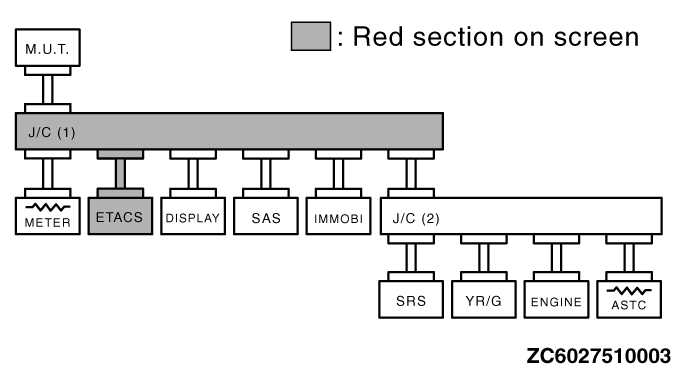 M.U.T.
: Red section on screen
J/C (1)
METER
ETACS
DISPLAY
SAS
IMMOBI
J/C (2)
SRS
YR/G
ENGINE
ASTC
ZC6027510003